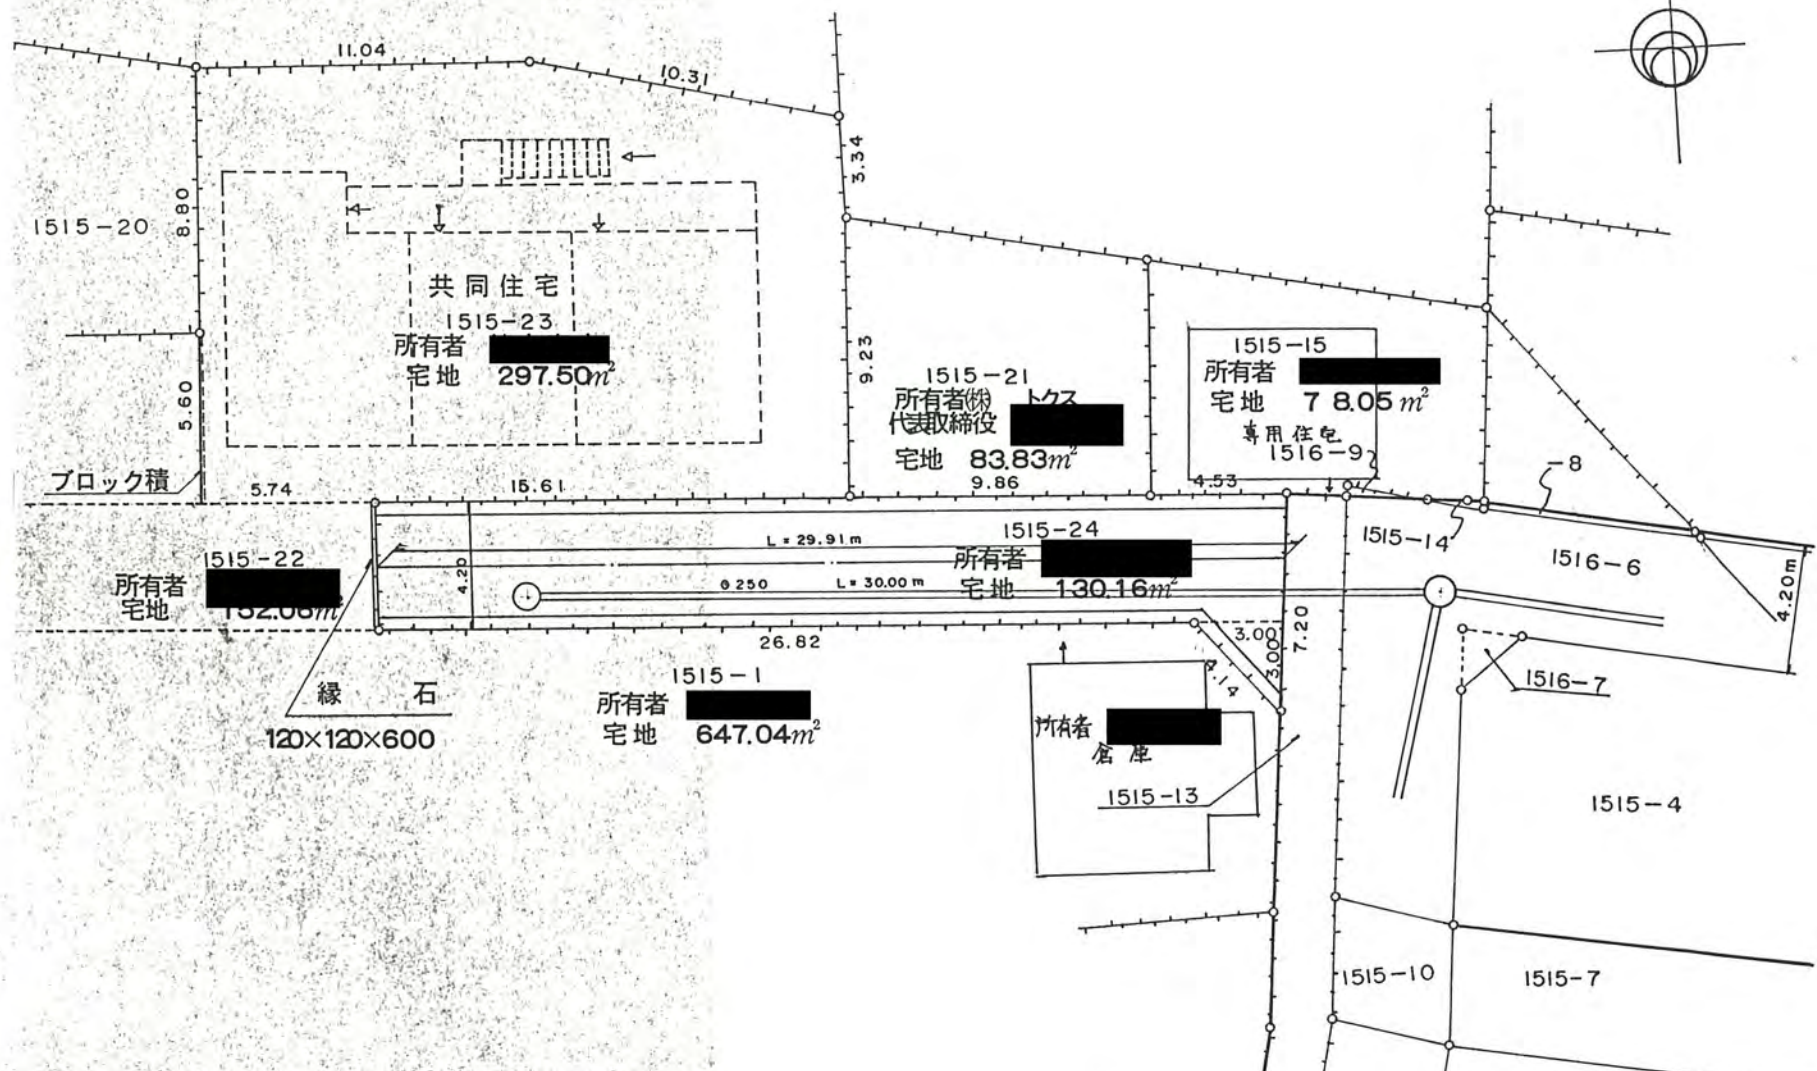 11.04
10.31
3.34
1515-20
8.80
共同住宅
1515-23
所有者
宅地 297.50m²
9.23
1515-21
所有者㈱トクス
代表取締役
宅地 83.83m²
9.86
1515-15
所有者
宅地 78.05m²
専用住宅
1516-9
4.53
-8
5.60
ブロック積
5.74
15.61
1515-22
所有者
宅地
4.20
L=29.91m
1515-24
所有者
宅地 130.16m²
L=30.00m
250
1515-14
1516-6
4.20m
26.82
3.00
3.00
4.14
7.20
1516-7
縁石
120×120×600
1515-1
所有者
宅地 647.04m²
所有者
倉庫
1515-13
1515-4
1515-10
1515-7